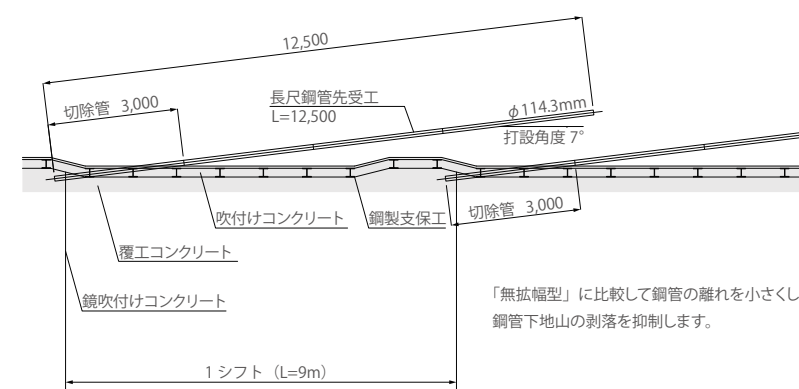 12,500
切除管 3,000
長尺鋼管先受工
L=12,500
φ114.3mm
打設角度 7°
吹付けコンクリート
鋼製支保工
切除管 3,000
覆工コンクリート
鏡吹付けコンクリート
「無拡幅型」に比較して鋼管の離れを小さくし
鋼管下地山の剥落を抑制します。
1 シフト（L=9m）